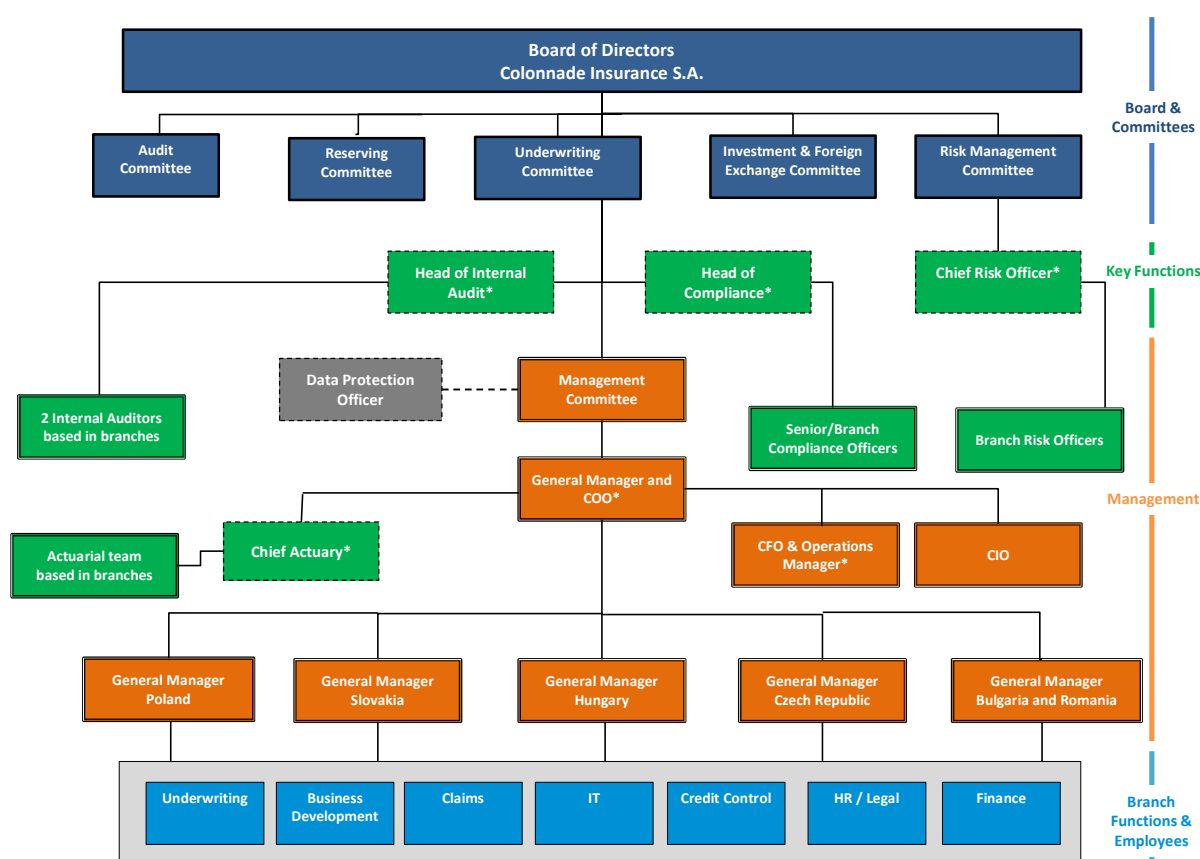 Board of Directors
Colonnade Insurance S.A.
Board &
Committees
Audit
Committee
Reserving
Committee
Underwriting
Committee
Investment & Foreign
Exchange Committee
Risk Management
Committee
Head of Internal
Audit*
Head of
Compliance*
Chief Risk Officer*
Key Functions
Data Protection
Officer
Management
Committee
2 Internal Auditors
based in branches
Senior/Branch
Compliance Officers
Branch Risk Officers
General Manager and
COO*
Management
Actuarial team
based in branches
Chief Actuary*
CFO & Operations
Manager*
CIO
General Manager
Poland
General Manager
Slovakia
General Manager
Hungary
General Manager
Czech Republic
General Manager
Bulgaria and Romania
Underwriting
Business
Development
Claims
IT
Credit Control
HR / Legal
Finance
Branch
Functions &
Employees